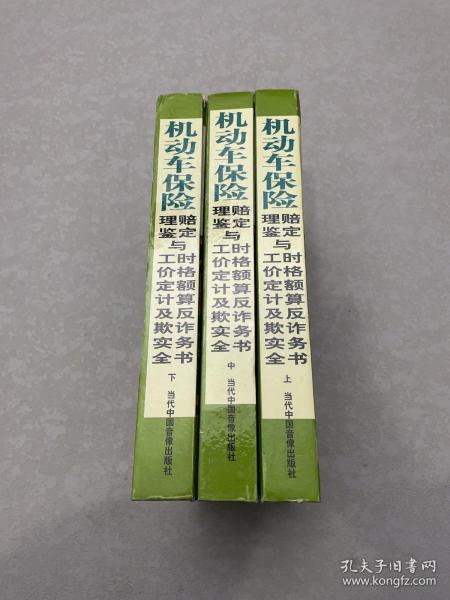 机动车保险
理赔鉴定与工时价格定额计算及反欺诈实务全书
下 当代中国音像出版社
机动车保险
理赔鉴定与工时价格定额计算及反欺诈实务全书
中 当代中国音像出版社
机动车保险
理赔鉴定与工时价格定额计算及反欺诈实务全书
上 当代中国音像出版社
孔夫子旧书网
www.kongfz.com